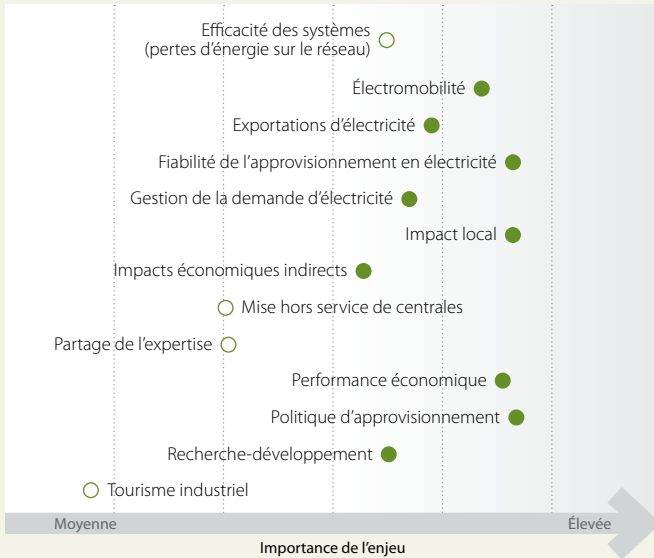 Efficacité des systèmes
(pertes d’énergie sur le réseau)
Électromobilité
Exportations d’électricité
Fiabilité de l’approvisionnement en électricité
Gestion de la demande d’électricité
Impact local
Impacts économiques indirects
Mise hors service de centrales
Partage de l’expertise
Performance économique
Politique d’approvisionnement
Recherche-développement
Tourisme industriel
Moyenne Élevée
Importance de l’enjeu